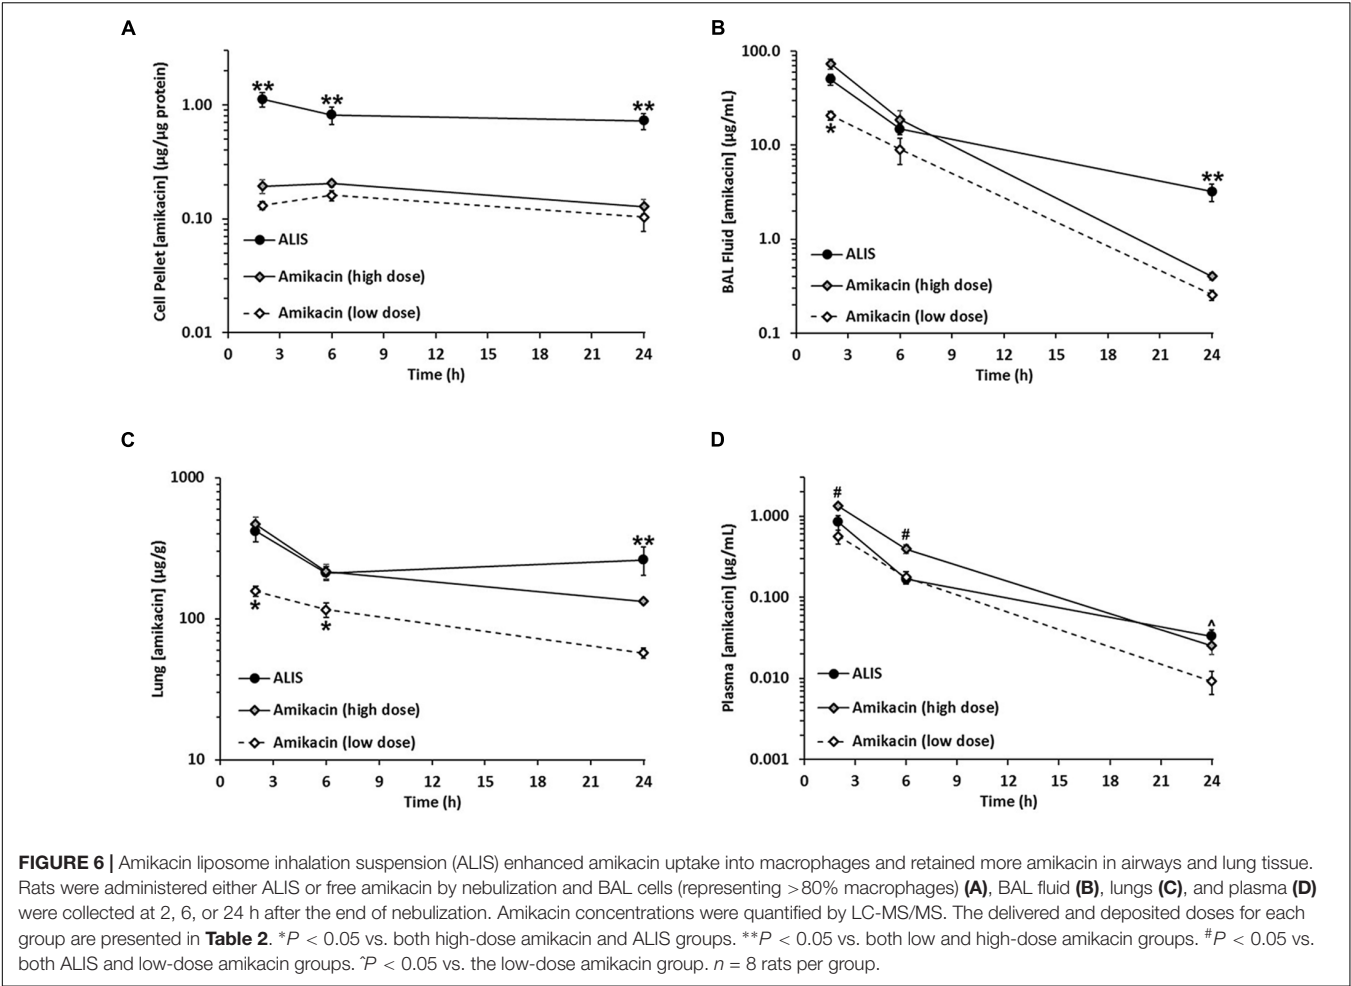 A
Cell Pellet [amikacin] (µg/µg protein)
1.00
0.10
0.01
**
**
**
ALIS
Amikacin (high dose)
Amikacin (low dose)
0 3 6 9 12 15 18 21 24
Time (h)
B
BAL Fluid [amikacin] (µg/mL)
100.0
10.0
1.0
0.1
*
**
ALIS
Amikacin (high dose)
Amikacin (low dose)
0 3 6 9 12 15 18 21 24
Time (h)
C
Lung [amikacin] (µg/g)
1000
100
10
*
*
**
ALIS
Amikacin (high dose)
Amikacin (low dose)
0 3 6 9 12 15 18 21 24
Time (h)
D
Plasma [amikacin] (µg/mL)
1.000
0.100
0.010
0.001
#
#
^
ALIS
Amikacin (high dose)
Amikacin (low dose)
0 3 6 9 12 15 18 21 24
Time (h)
FIGURE 6 | Amikacin liposome inhalation suspension (ALIS) enhanced amikacin uptake into macrophages and retained more amikacin in airways and lung tissue.
Rats were administered either ALIS or free amikacin by nebulization and BAL cells (representing >80% macrophages) (A), BAL fluid (B), lungs (C), and plasma (D)
were collected at 2, 6, or 24 h after the end of nebulization. Amikacin concentrations were quantified by LC-MS/MS. The delivered and deposited doses for each
group are presented in Table 2. *P < 0.05 vs. both high-dose amikacin and ALIS groups. **P < 0.05 vs. both low and high-dose amikacin groups. #P < 0.05 vs.
both ALIS and low-dose amikacin groups. ^P < 0.05 vs. the low-dose amikacin group. n = 8 rats per group.